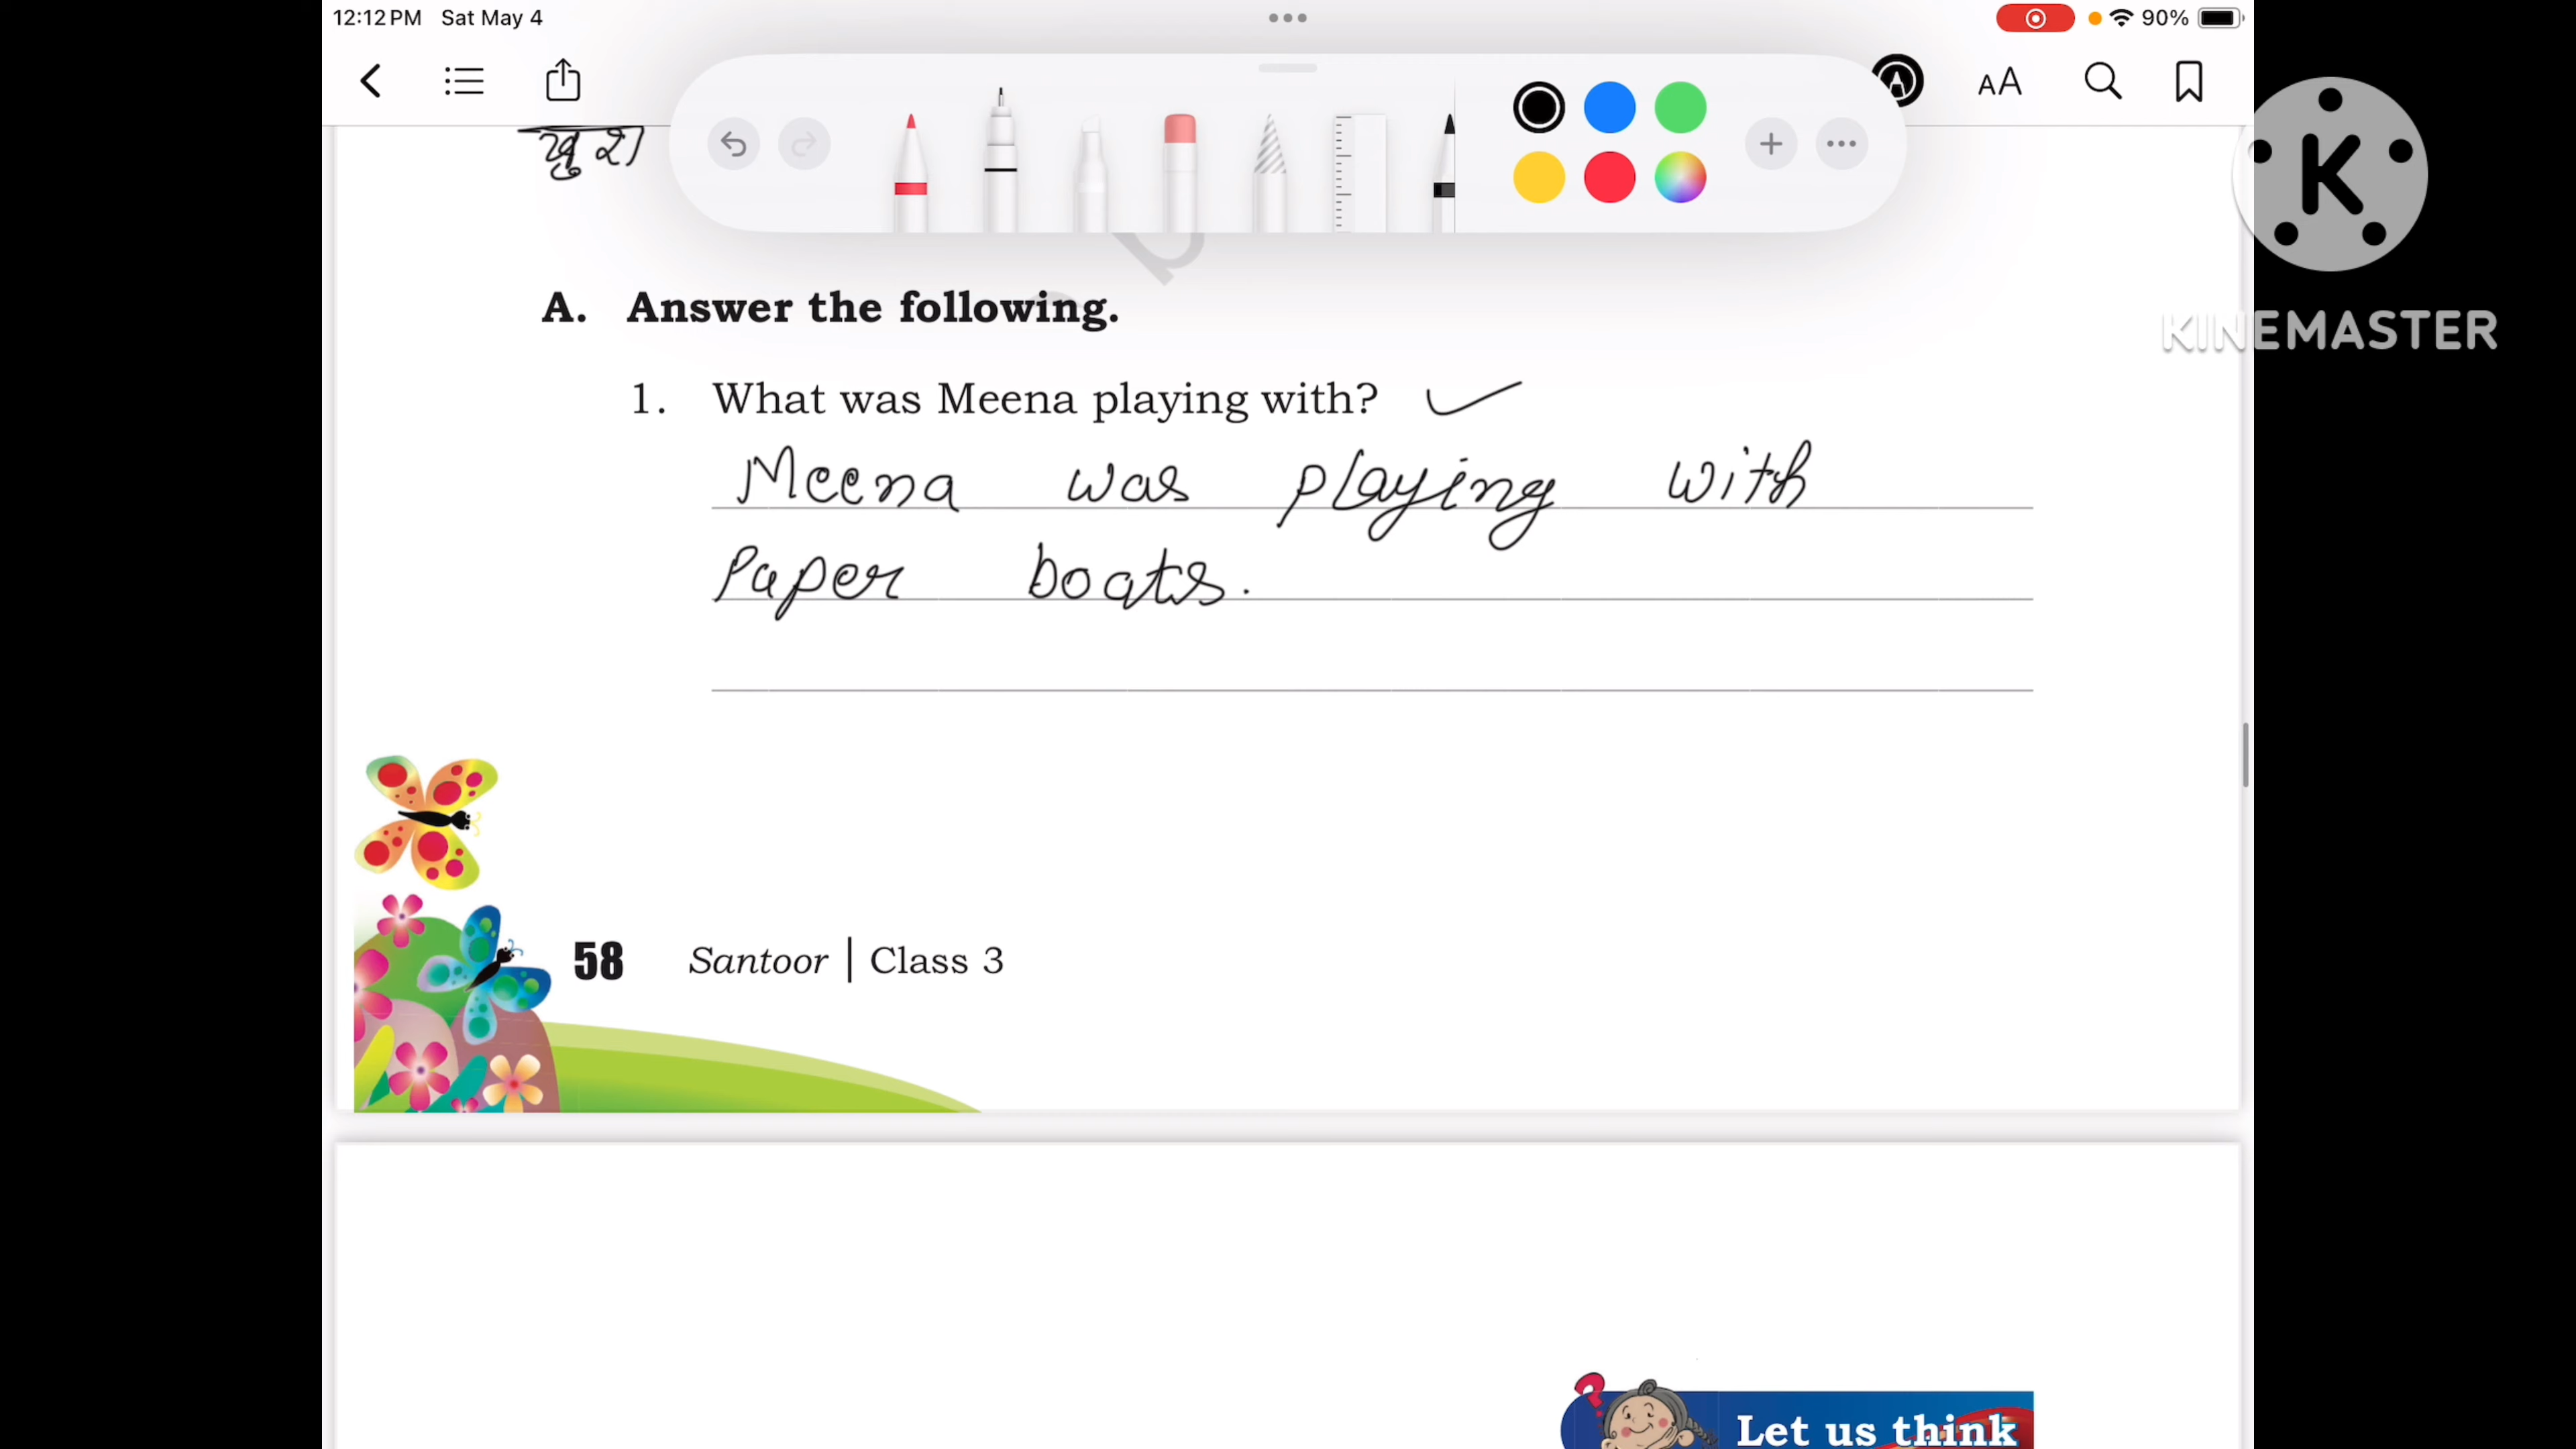 12:12 PM Sat May 4
90%
AA
K
KINEMASTER
A. Answer the following.
1. What was Meena playing with?
Meena was playing with
Paper boats.
58 Santoor | Class 3
Let us think